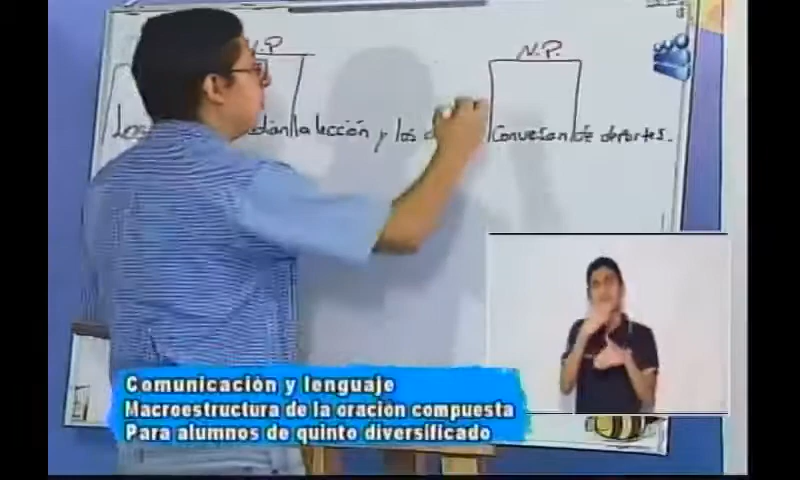 N.P
N.P.
Los la lección y los conversan de deportes.
Comunicación y lenguaje
Macroestructura de la oración compuesta
Para alumnos de quinto diversificado